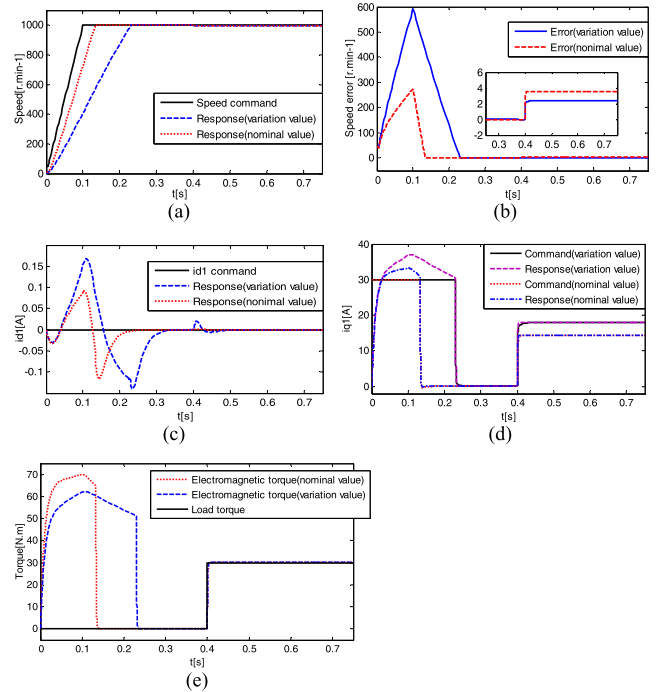 1000
800
600
400
200
0
Speed[r.min-1]
Speed command
Response(variation value)
Response(nominal value)
0 0.1 0.2 0.3 0.4 0.5 0.6 0.7
t[s]
(a)
600
500
400
300
200
100
0
Speed error [r.min-1]
Error(variation value)
Error(nonimal value)
6
4
2
0
-2
0.3 0.4 0.5 0.6 0.7
0 0.1 0.2 0.3 0.4 0.5 0.6 0.7
t[s]
(b)
0.15
0.1
0.05
0
-0.05
-0.1
id1[A]
id1 command
Response(variation value)
Response(nonimal value)
0 0.1 0.2 0.3 0.4 0.5 0.6 0.7
t[s]
(c)
40
30
20
10
0
iq1[A]
Command(variation value)
Response(variation value)
Command(nominal value)
Response(nominal value)
0 0.1 0.2 0.3 0.4 0.5 0.6 0.7
t[s]
(d)
70
60
50
40
30
20
10
0
Torque[N.m]
Electromagnetic torque(nominal value)
Electromagnetic torque(variation value)
Load torque
0 0.1 0.2 0.3 0.4 0.5 0.6 0.7
t[s]
(e)